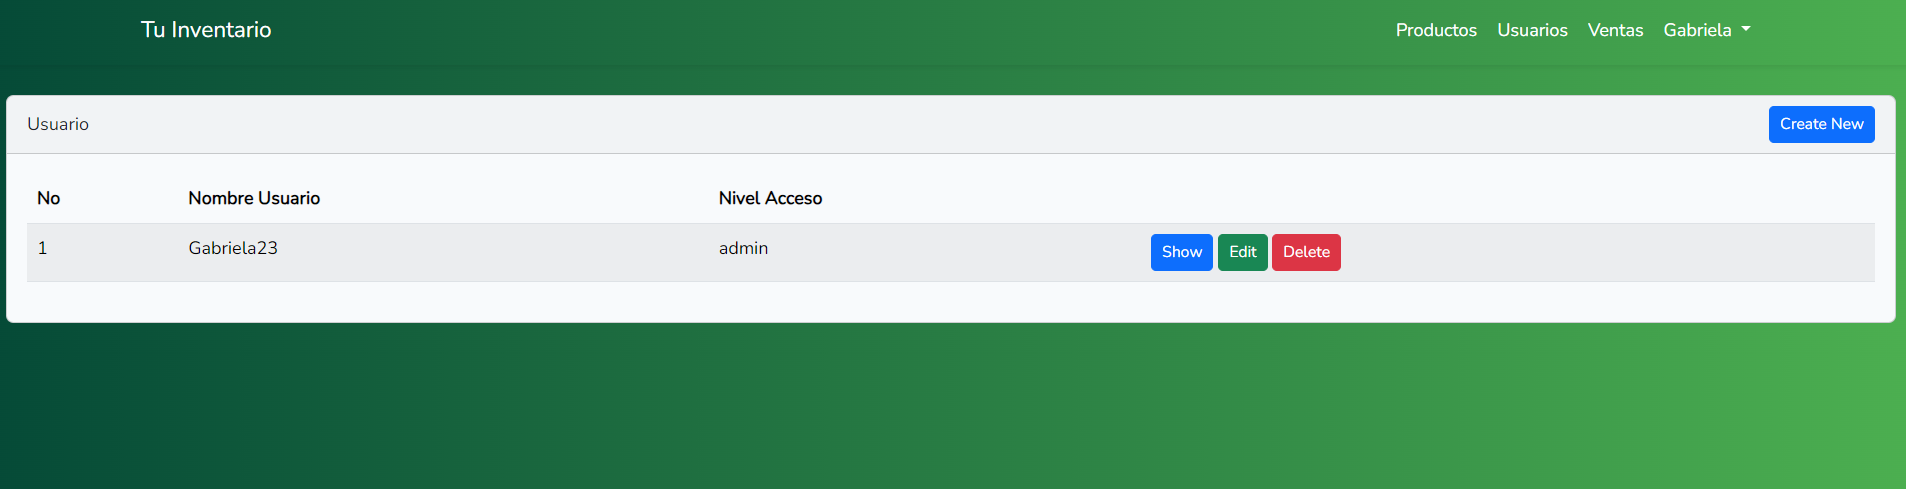 Tu Inventario Productos Usuarios Ventas Gabriela
Usuario Create New
No Nombre Usuario Nivel Acceso
1 Gabriela23 admin Show Edit Delete